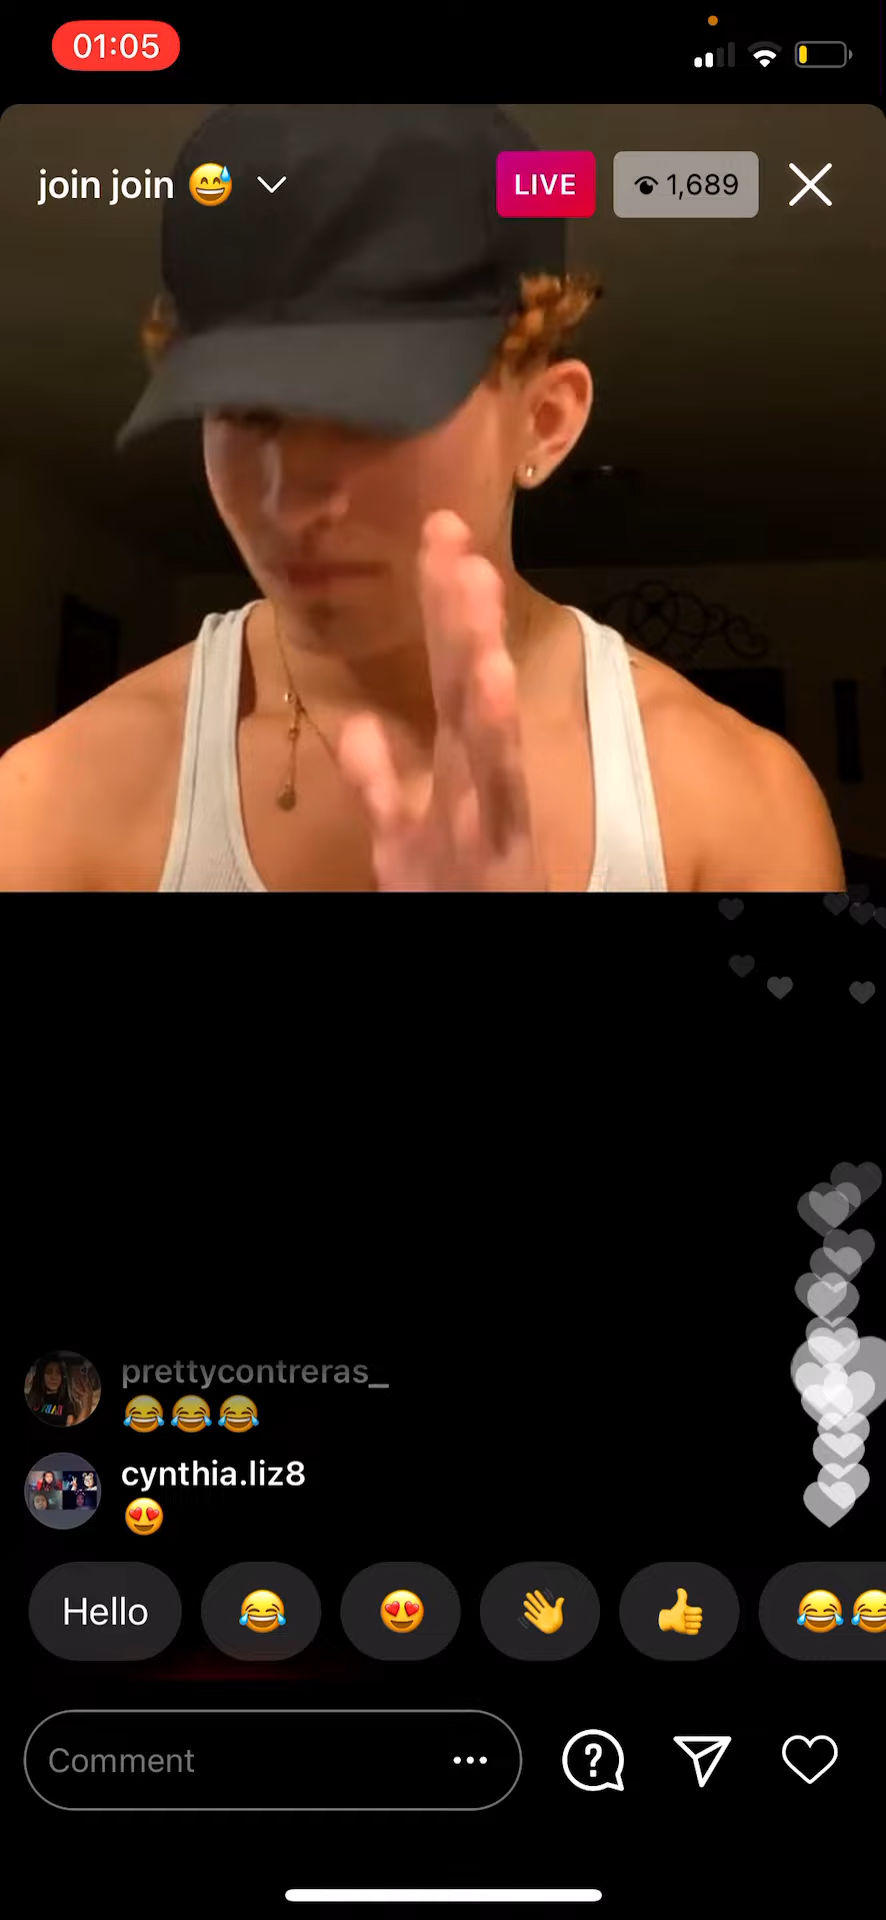 01:05
join join 😅
LIVE
1,689
prettycontreras_
😂😂😂
cynthia.liz8
😍
Hello 😂 😍 👋 👍 😂😂
Comment